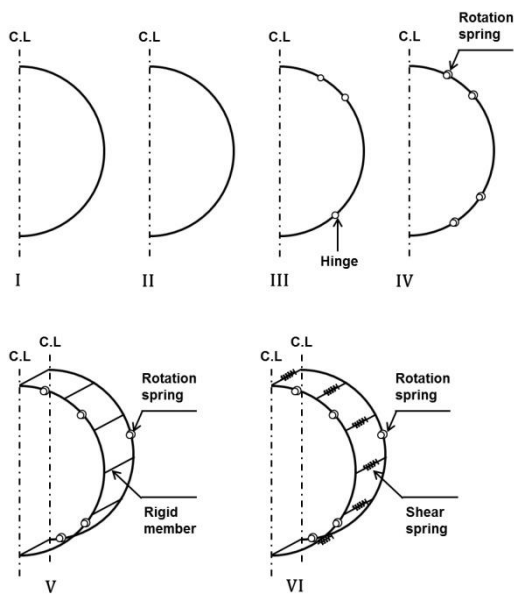 C.L
C.L
C.L
C.L
Rotation
spring
Hinge
I
II
III
IV
C.L
C.L
Rotation
spring
Rigid
member
V
C.L
C.L
Rotation
spring
Shear
spring
VI